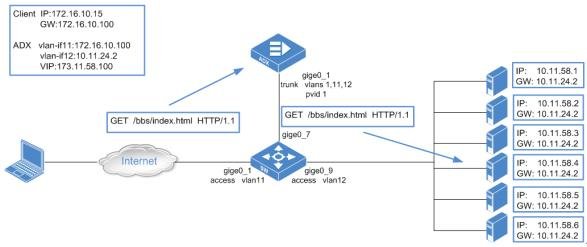 Client IP:172.16.10.15
GW:172.16.10.100
ADX vlan-if11:172.16.10.100
vlan-if12:10.11.24.2
VIP:173.11.58.100
ADX
gige0_1
trunk vlans 1,11,12
pvid 1
GET /bbs/index.html HTTP/1.1
GET /bbs/index.html HTTP/1.1
gige0_7
Internet
gige0_1
access vlan11
gige0_9
access vlan12
IP: 10.11.58.1
GW: 10.11.24.2
IP: 10.11.58.2
GW: 10.11.24.2
IP: 10.11.58.3
GW: 10.11.24.2
IP: 10.11.58.4
GW: 10.11.24.2
IP: 10.11.58.5
GW: 10.11.24.2
IP: 10.11.58.6
GW: 10.11.24.2